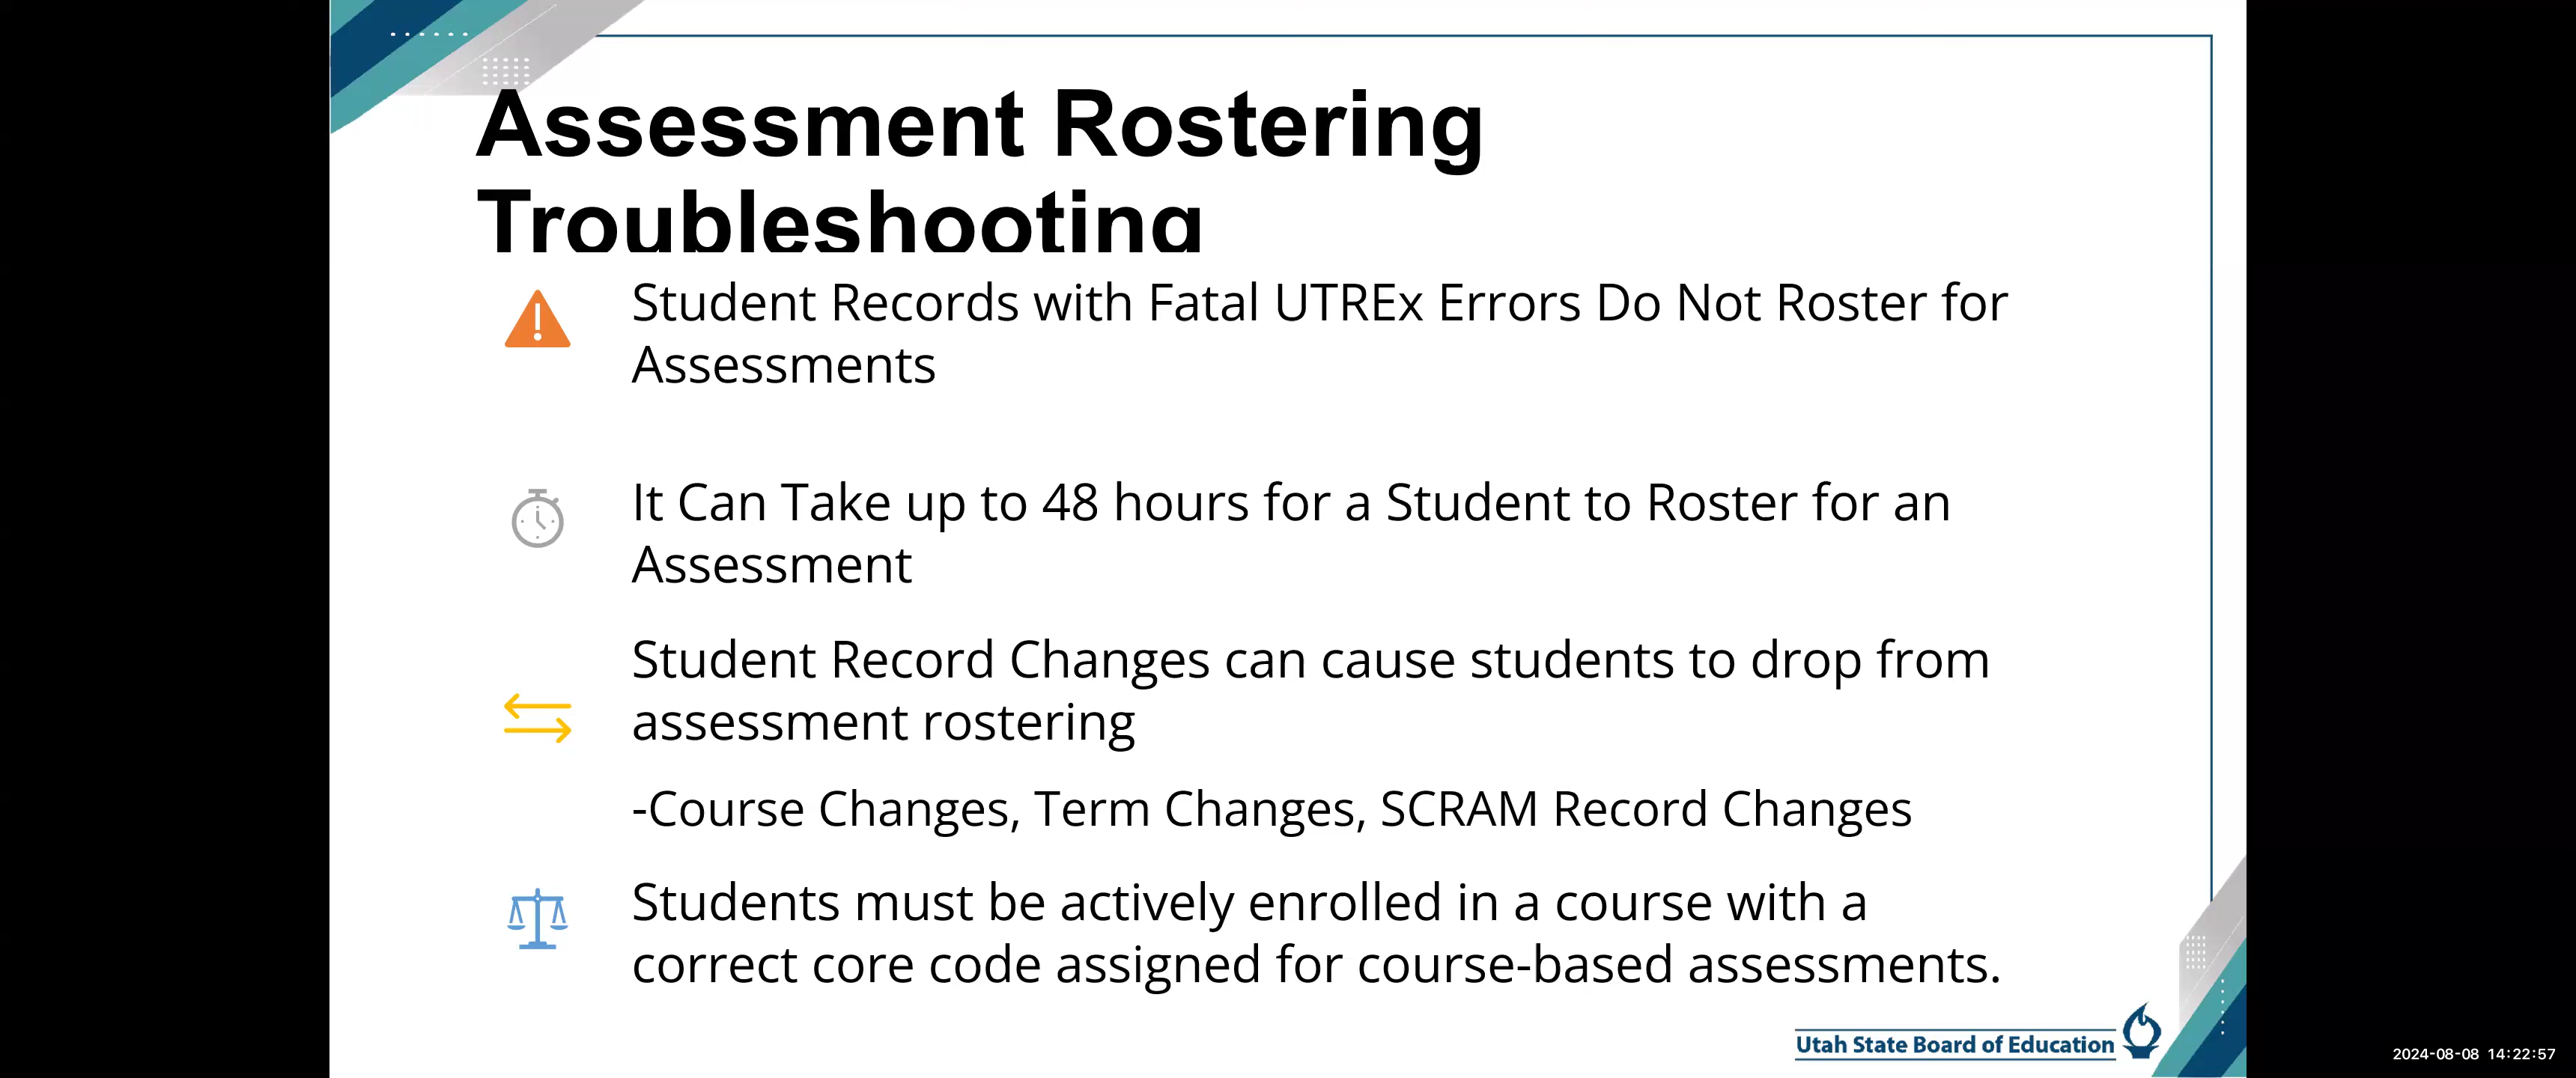 Assessment Rostering
Troubleshooting
Student Records with Fatal UTREx Errors Do Not Roster for
Assessments
It Can Take up to 48 hours for a Student to Roster for an
Assessment
Student Record Changes can cause students to drop from
assessment rostering
-Course Changes, Term Changes, SCRAM Record Changes
Students must be actively enrolled in a course with a
correct core code assigned for course-based assessments.
Utah State Board of Education
2024-08-08 14:22:57